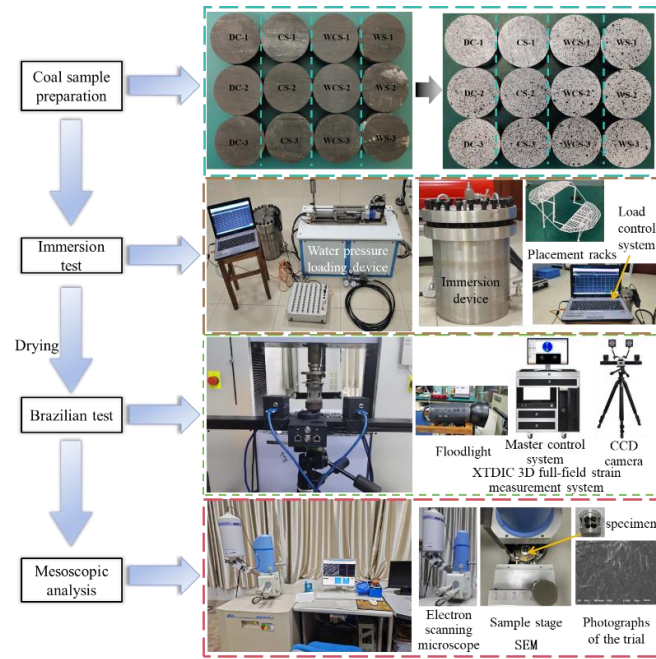 Coal sample
preparation
DC-1 CS-1 WCS-1 WS-1
DC-2 CS-2 WCS-2 WS-2
DC-3 CS-3 WCS-3 WS-3
DC-1 CS-1 WCS-1 WS-1
DC-2 CS-2 WCS-2 WS-2
DC-3 CS-3 WCS-3 WS-3
Immersion
test
Water pressure
loading device
Immersion
device
Placement racks
Load
control
system
Drying
Brazilian test
Floodlight
Master control
system
CCD
camera
XTDIC 3D full-field strain
measurement system
Mesoscopic
analysis
Electron
scanning
microscope
Sample stage
SEM
specimen
Photographs
of the trial